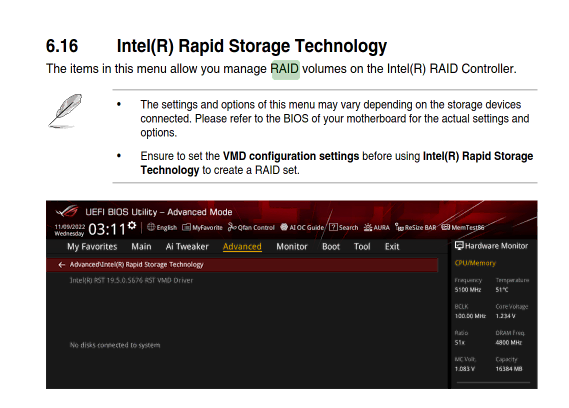 6.16 Intel(R) Rapid Storage Technology
The items in this menu allow you manage RAID volumes on the Intel(R) RAID Controller.
• The settings and options of this menu may vary depending on the storage devices
connected. Please refer to the BIOS of your motherboard for the actual settings and
options.
• Ensure to set the VMD configuration settings before using Intel(R) Rapid Storage
Technology to create a RAID set.
UEFI BIOS Utility – Advanced Mode
11/09/2022
Wednesday
03:11
English
MyFavorite
Qfan Control
AI OC Guide
Search
AURA
ReSize BAR
MemTest86
My Favorites Main Ai Tweaker Advanced Monitor Boot Tool Exit
Hardware Monitor
← Advanced\Intel(R) Rapid Storage Technology
Intel(R) RST 19.5.0.5676 RST VMD Driver
No disks connected to system
CPU/Memory
Frequency Temperature
5100 MHz 51°C
BCLK Core Voltage
100.00 MHz 1.234 V
Ratio DRAM Freq.
51x 4800 MHz
MC Volt. Capacity
1.083 V 16384 MB